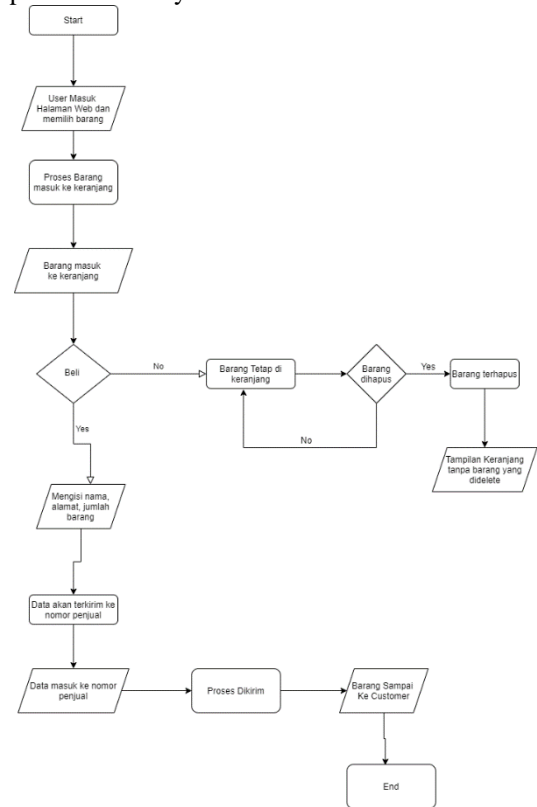 Start
User Masuk
Halaman Web dan
memilih barang
Proses Barang
masuk ke keranjang
Barang masuk
ke keranjang
Beli
No
Barang Tetap di
keranjang
Barang
dihapus
Yes
Barang terhapus
No
Yes
Tampilan Keranjang
tanpa barang yang
didelete
Mengisi nama,
alamat, jumlah
barang
Data akan terkirim ke
nomor penjual
Data masuk ke nomor
penjual
Proses Dikirim
Barang Sampai
Ke Customer
End